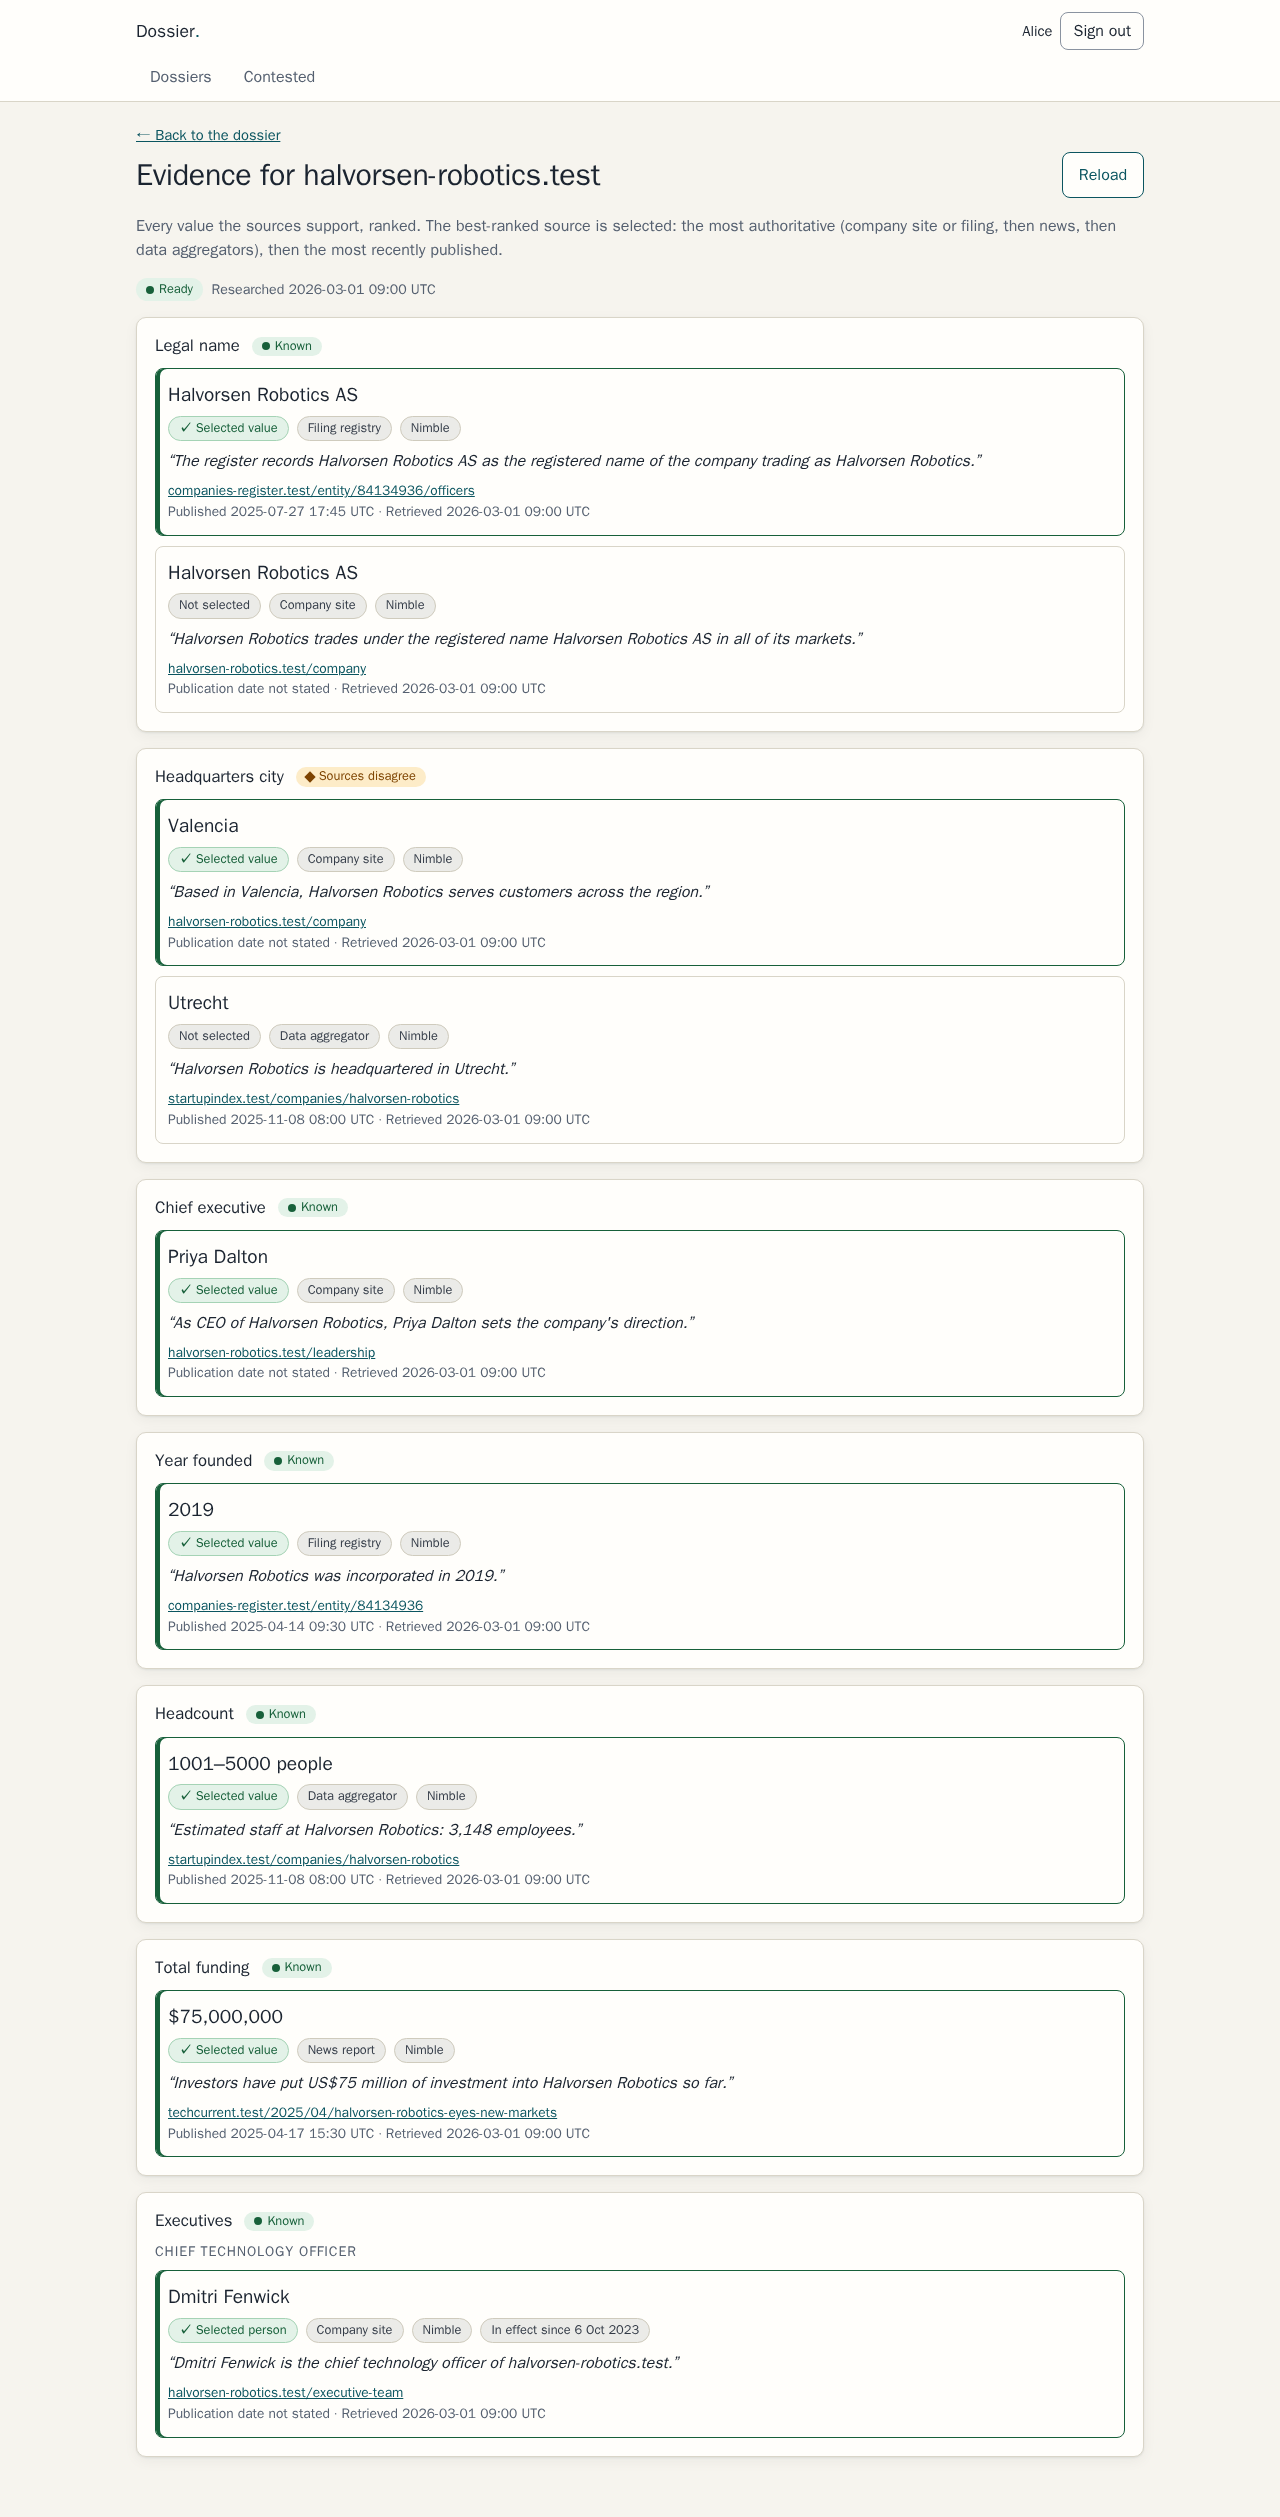 Dossier.
Alice
Sign out
Dossiers
Contested
← Back to the dossier
Evidence for halvorsen-robotics.test
Reload
Every value the sources support, ranked. The best-ranked source is selected: the most authoritative (company site or filing, then news, then
data aggregators), then the most recently published.
Ready
Researched 2026-03-01 09:00 UTC
Legal name
Known
Halvorsen Robotics AS
✓ Selected value
Filing registry
Nimble
“The register records Halvorsen Robotics AS as the registered name of the company trading as Halvorsen Robotics.”
companies-register.test/entity/84134936/officers
Published 2025-07-27 17:45 UTC · Retrieved 2026-03-01 09:00 UTC
Halvorsen Robotics AS
Not selected
Company site
Nimble
“Halvorsen Robotics trades under the registered name Halvorsen Robotics AS in all of its markets.”
halvorsen-robotics.test/company
Publication date not stated · Retrieved 2026-03-01 09:00 UTC
Headquarters city
Sources disagree
Valencia
✓ Selected value
Company site
Nimble
“Based in Valencia, Halvorsen Robotics serves customers across the region.”
halvorsen-robotics.test/company
Publication date not stated · Retrieved 2026-03-01 09:00 UTC
Utrecht
Not selected
Data aggregator
Nimble
“Halvorsen Robotics is headquartered in Utrecht.”
startupindex.test/companies/halvorsen-robotics
Published 2025-11-08 08:00 UTC · Retrieved 2026-03-01 09:00 UTC
Chief executive
Known
Priya Dalton
✓ Selected value
Company site
Nimble
“As CEO of Halvorsen Robotics, Priya Dalton sets the company's direction.”
halvorsen-robotics.test/leadership
Publication date not stated · Retrieved 2026-03-01 09:00 UTC
Year founded
Known
2019
✓ Selected value
Filing registry
Nimble
“Halvorsen Robotics was incorporated in 2019.”
companies-register.test/entity/84134936
Published 2025-04-14 09:30 UTC · Retrieved 2026-03-01 09:00 UTC
Headcount
Known
1001–5000 people
✓ Selected value
Data aggregator
Nimble
“Estimated staff at Halvorsen Robotics: 3,148 employees.”
startupindex.test/companies/halvorsen-robotics
Published 2025-11-08 08:00 UTC · Retrieved 2026-03-01 09:00 UTC
Total funding
Known
$75,000,000
✓ Selected value
News report
Nimble
“Investors have put US$75 million of investment into Halvorsen Robotics so far.”
techcurrent.test/2025/04/halvorsen-robotics-eyes-new-markets
Published 2025-04-17 15:30 UTC · Retrieved 2026-03-01 09:00 UTC
Executives
Known
CHIEF TECHNOLOGY OFFICER
Dmitri Fenwick
✓ Selected person
Company site
Nimble
In effect since 6 Oct 2023
“Dmitri Fenwick is the chief technology officer of halvorsen-robotics.test.”
halvorsen-robotics.test/executive-team
Publication date not stated · Retrieved 2026-03-01 09:00 UTC